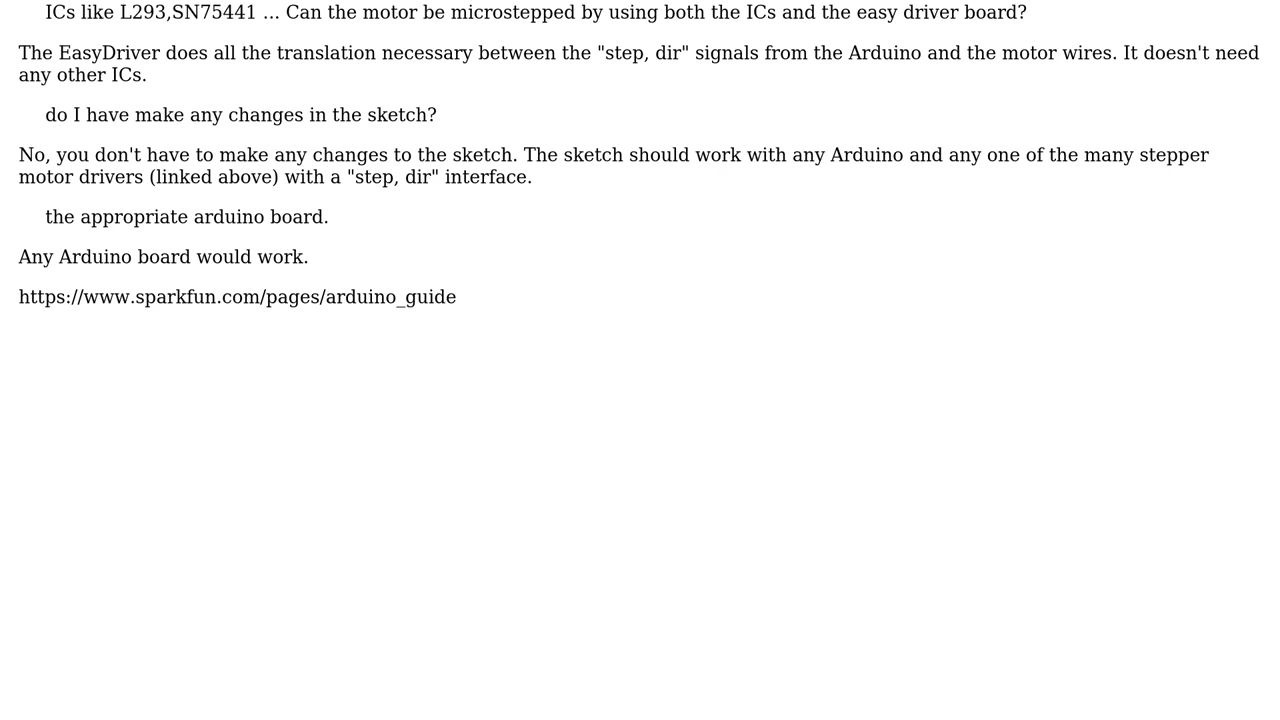 ICs like L293,SN75441 ... Can the motor be microstepped by using both the ICs and the easy driver board?
The EasyDriver does all the translation necessary between the "step, dir" signals from the Arduino and the motor wires. It doesn't need
any other ICs.
do I have make any changes in the sketch?
No, you don't have to make any changes to the sketch. The sketch should work with any Arduino and any one of the many stepper
motor drivers (linked above) with a "step, dir" interface.
the appropriate arduino board.
Any Arduino board would work.
https://www.sparkfun.com/pages/arduino_guide